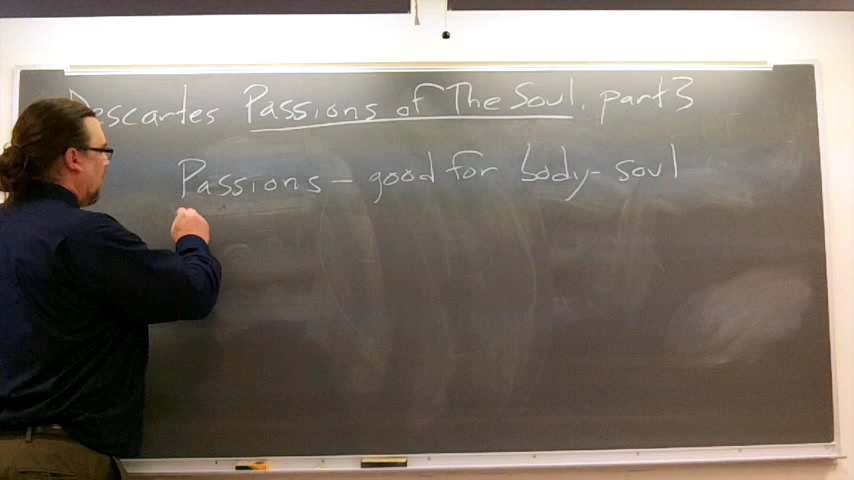 Descartes Passions of The Soul, part 3
Passions - good for body-soul